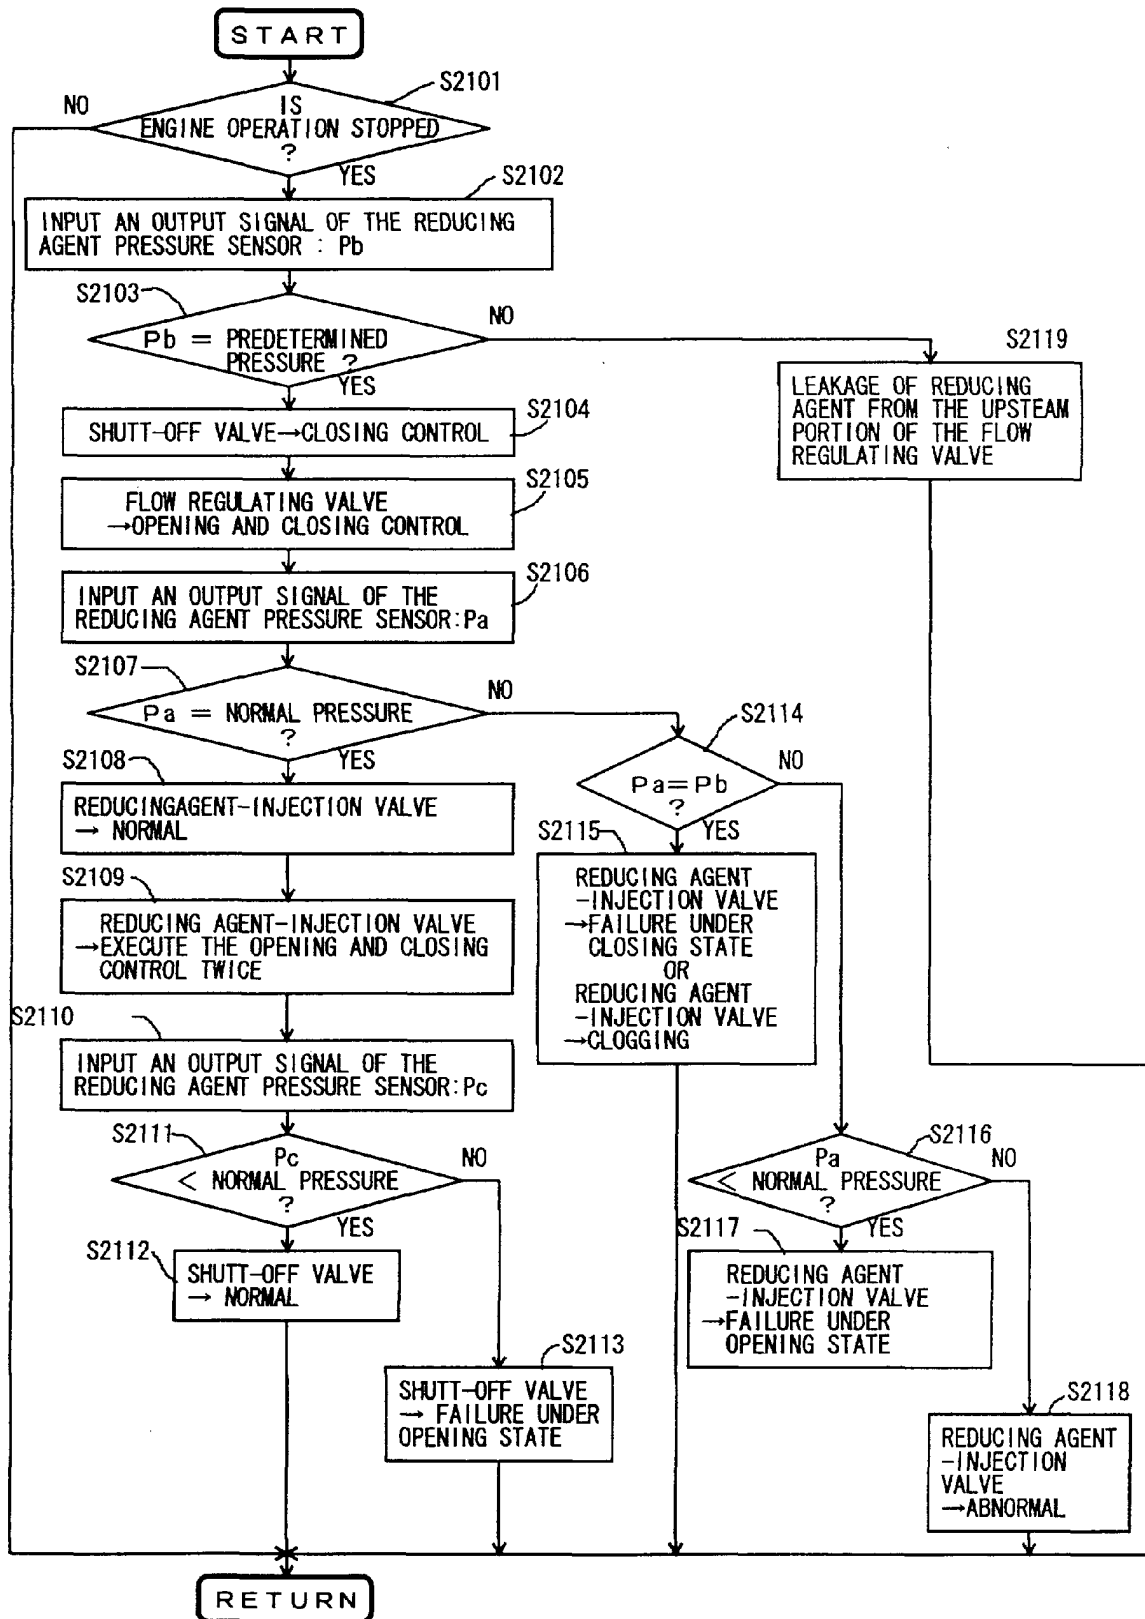 START
S2101
NO
IS
ENGINE OPERATION STOPPED
?
YES
S2102
INPUT AN OUTPUT SIGNAL OF THE REDUCING
AGENT PRESSURE SENSOR : Pb
S2103
NO
Pb = PREDETERMINED
PRESSURE ?
YES
S2119
LEAKAGE OF REDUCING
AGENT FROM THE UPSTEAM
PORTION OF THE FLOW
REGULATING VALVE
S2104
SHUTT-OFF VALVE→CLOSING CONTROL
S2105
FLOW REGULATING VALVE
→OPENING AND CLOSING CONTROL
S2106
INPUT AN OUTPUT SIGNAL OF THE
REDUCING AGENT PRESSURE SENSOR:Pa
S2107
NO
Pa = NORMAL PRESSURE
?
YES
S2114
NO
Pa=Pb
?
YES
S2108
REDUCINGAGENT-INJECTION VALVE
→ NORMAL
S2115
REDUCING AGENT
-INJECTION VALVE
→FAILURE UNDER
CLOSING STATE
OR
REDUCING AGENT
-INJECTION VALVE
→CLOGGING
S2109
REDUCING AGENT-INJECTION VALVE
→EXECUTE THE OPENING AND CLOSING
CONTROL TWICE
S2110
INPUT AN OUTPUT SIGNAL OF THE
REDUCING AGENT PRESSURE SENSOR:Pc
S2111
NO
Pc
< NORMAL PRESSURE
?
YES
S2116
NO
Pa
< NORMAL PRESSURE
?
YES
S2112
SHUTT-OFF VALVE
→ NORMAL
S2117
REDUCING AGENT
-INJECTION VALVE
→FAILURE UNDER
OPENING STATE
S2113
SHUTT-OFF VALVE
→ FAILURE UNDER
OPENING STATE
S2118
REDUCING AGENT
-INJECTION
VALVE
→ABNORMAL
RETURN